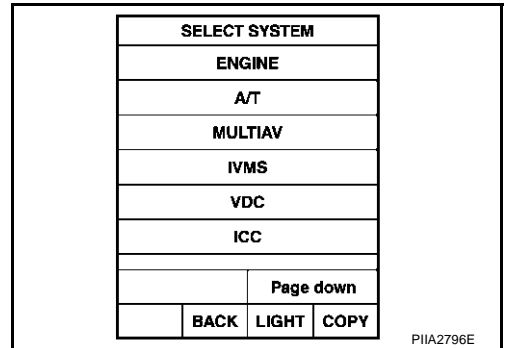 SELECT SYSTEM
ENGINE
A/T
MULTIAV
IVMS
VDC
ICC
Page down
BACK LIGHT COPY
PIIA2796E